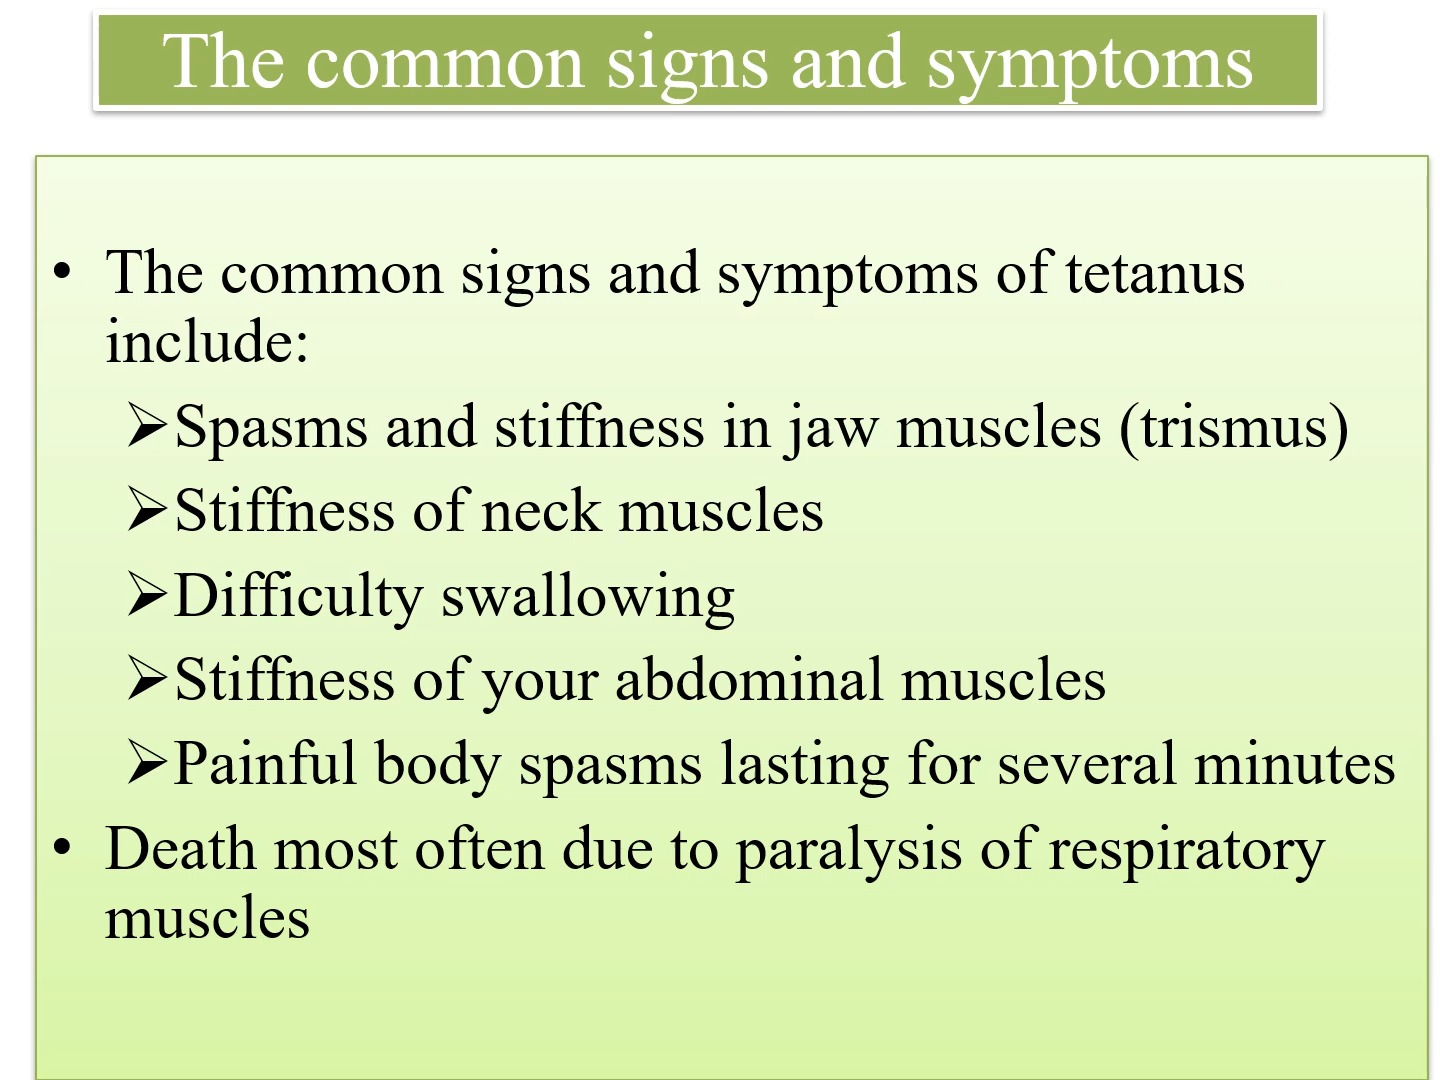 The common signs and symptoms
• The common signs and symptoms of tetanus
include:
➢Spasms and stiffness in jaw muscles (trismus)
➢Stiffness of neck muscles
➢Difficulty swallowing
➢Stiffness of your abdominal muscles
➢Painful body spasms lasting for several minutes
• Death most often due to paralysis of respiratory
muscles